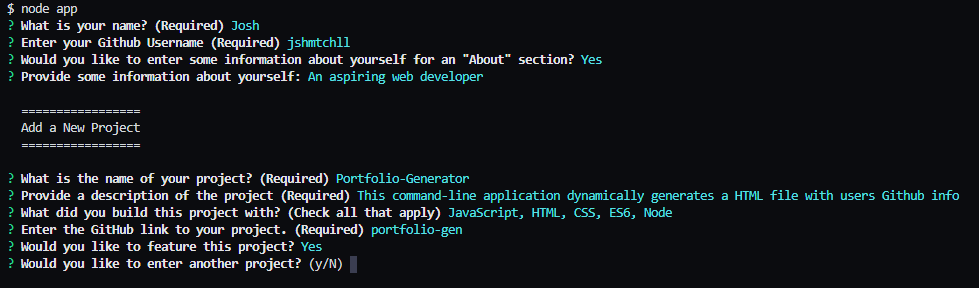 $ node app
? What is your name? (Required) Josh
? Enter your Github Username (Required) jshmtchll
? Would you like to enter some information about yourself for an "About" section? Yes
? Provide some information about yourself: An aspiring web developer
=================
Add a New Project
=================
? What is the name of your project? (Required) Portfolio-Generator
? Provide a description of the project (Required) This command-line application dynamically generates a HTML file with users Github info
? What did you build this project with? (Check all that apply) JavaScript, HTML, CSS, ES6, Node
? Enter the GitHub link to your project. (Required) portfolio-gen
? Would you like to feature this project? Yes
? Would you like to enter another project? (y/N)